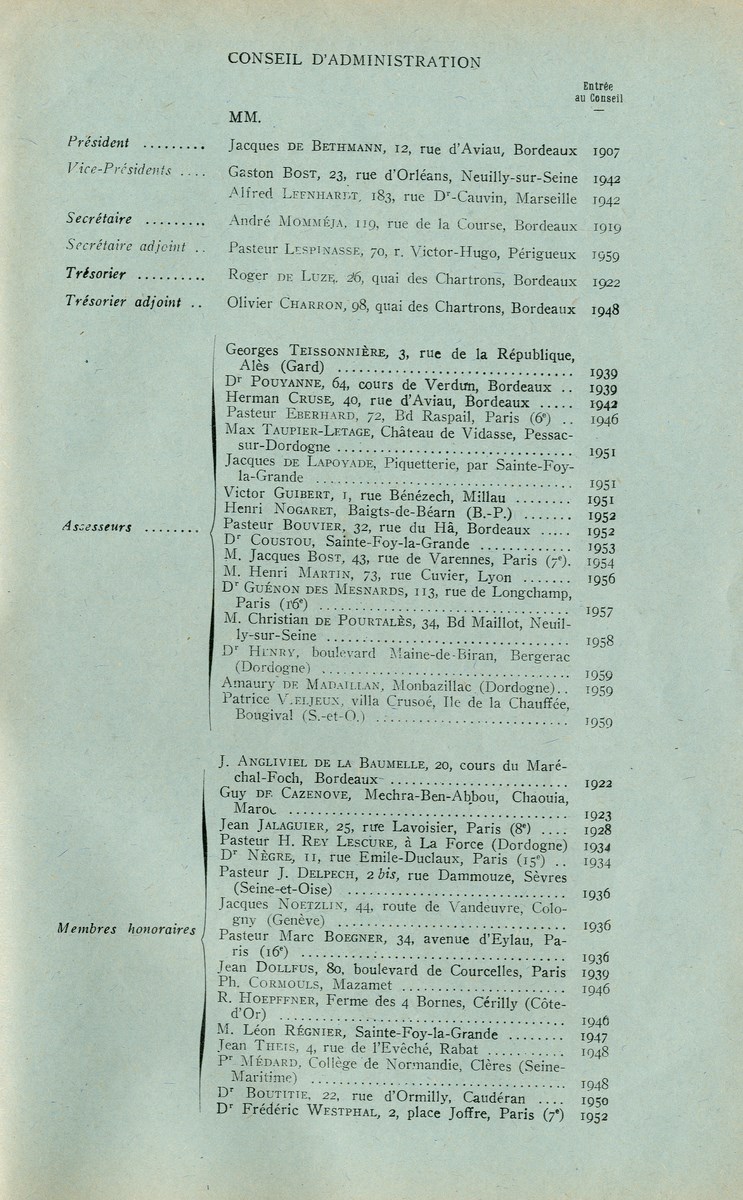 CONSEIL D'ADMINISTRATION
Entrée
au Conseil
MM.
Président ......... Jacques DE BETHMANN, 12, rue d'Aviau, Bordeaux 1907
Vice-Présidents .... Gaston BOST, 23, rue d'Orléans, Neuilly-sur-Seine 1942
Alfred LEENHARDT, 183, rue Dr-Cauvin, Marseille 1942
Secrétaire ......... André MOMMÉJA, 119, rue de la Course, Bordeaux 1919
Secrétaire adjoint .. Pasteur LESPINASSE, 70, r. Victor-Hugo, Périgueux 1959
Trésorier .......... Roger DE LUZE, 26, quai des Chartrons, Bordeaux 1922
Trésorier adjoint .. Olivier CHARRON, 98, quai des Chartrons, Bordeaux 1948
Georges TEISSONNIÈRE, 3, rue de la République,
Alès (Gard) .................................. 1939
Dr POUYANNE, 64, cours de Verdun, Bordeaux .. 1939
Herman CRUSE, 40, rue d'Aviau, Bordeaux ..... 1942
Pasteur EBERHARD, 72, Bd Raspail, Paris (6e) .. 1946
Max TAUPIER-LETAGE, Château de Vidasse, Pessac-
sur-Dordogne .................................. 1951
Jacques DE LAPOYADE, Piquetterie, par Sainte-Foy-
la-Grande .................................. 1951
Victor GUIBERT, 1, rue Bénézech, Millau ........ 1951
Henri NOGARET, Baigts-de-Béarn (B.-P.) ....... 1952
Assesseurs ........ Pasteur BOUVIER, 32, rue du Hâ, Bordeaux ..... 1952
Dr COUSTOU, Sainte-Foy-la-Grande ............. 1953
M. Jacques BOST, 43, rue de Varennes, Paris (7e). 1954
M. Henri MARTIN, 73, rue Cuvier, Lyon ....... 1956
Dr GUÉNON DES MESNARDS, 113, rue de Longchamp,
Paris (16e) .................................. 1957
M. Christian DE POURTALÈS, 34, Bd Maillot, Neuil-
ly-sur-Seine .................................. 1958
Dr HENRY, boulevard Maine-de-Biran, Bergerac
(Dordogne) .................................. 1959
Amaury DE MADAILLAN, Monbazillac (Dordogne).. 1959
Patrice VIELJEUX, villa Crusoé, Ile de la Chauffée,
Bougival (S.-et-O.) ........................... 1959
J. ANGLIVIEL DE LA BAUMELLE, 20, cours du Maré-
chal-Foch, Bordeaux ......................... 1922
Guy DE CAZENOVE, Mechra-Ben-Abbou, Chaouia,
Maroc ........................................ 1923
Jean JALAGUIER, 25, rue Lavoisier, Paris (8e) .... 1928
Pasteur H. REY LESCURE, à La Force (Dordogne) 1934
Dr NÈGRE, 11, rue Emile-Duclaux, Paris (15e) .. 1934
Pasteur J. DELPECH, 2 bis, rue Dammouze, Sèvres
(Seine-et-Oise) ............................... 1936
Jacques NOETZLIN, 44, route de Vandeuvre, Colo-
gny (Genève) .................................. 1936
Membres honoraires Pasteur Marc BOEGNER, 34, avenue d'Eylau, Pa-
ris (16e) ..................................... 1936
Jean DOLLFUS, 80, boulevard de Courcelles, Paris 1939
Ph. CORMOULS, Mazamet ........................ 1946
R. HOEPFFNER, Ferme des 4 Bornes, Cérilly (Côte-
d'Or) ......................................... 1946
M. Léon RÉGNIER, Sainte-Foy-la-Grande ........ 1947
Jean THEIS, 4, rue de l'Evêché, Rabat .......... 1948
Pr MÉDARD, Collège de Normandie, Clères (Seine-
Maritime) ..................................... 1948
Dr BOUTITIE, 22, rue d'Ormilly, Caudéran .... 1950
Dr Frédéric WESTPHAL, 2, place Joffre, Paris (7e) 1952